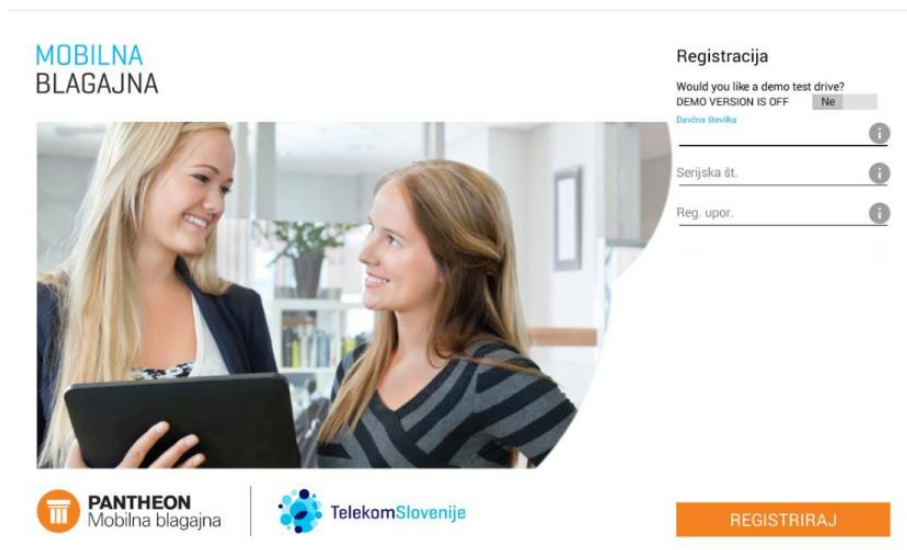 MOBILNA
BLAGAJNA
Registracija
Would you like a demo test drive?
DEMO VERSION IS OFF Ne
Davčna številka
Serijska št.
Reg. upor.
PANTHEON
Mobilna blagajna
TelekomSlovenije
REGISTRIRAJ